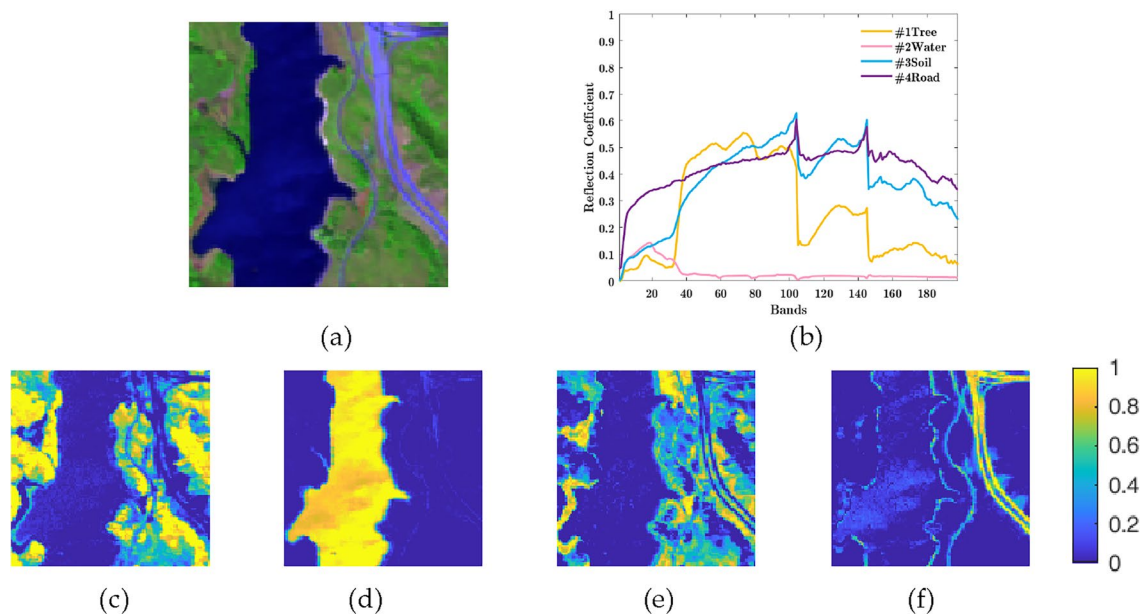 1
0.9
0.8
0.7
0.6
0.5
0.4
0.3
0.2
0.1
0
Reflection Coefficient
#1Tree
#2Water
#3Soil
#4Road
20 40 60 80 100 120 140 160 180
Bands
(a) (b)
1
0.8
0.6
0.4
0.2
0
(c) (d) (e) (f)